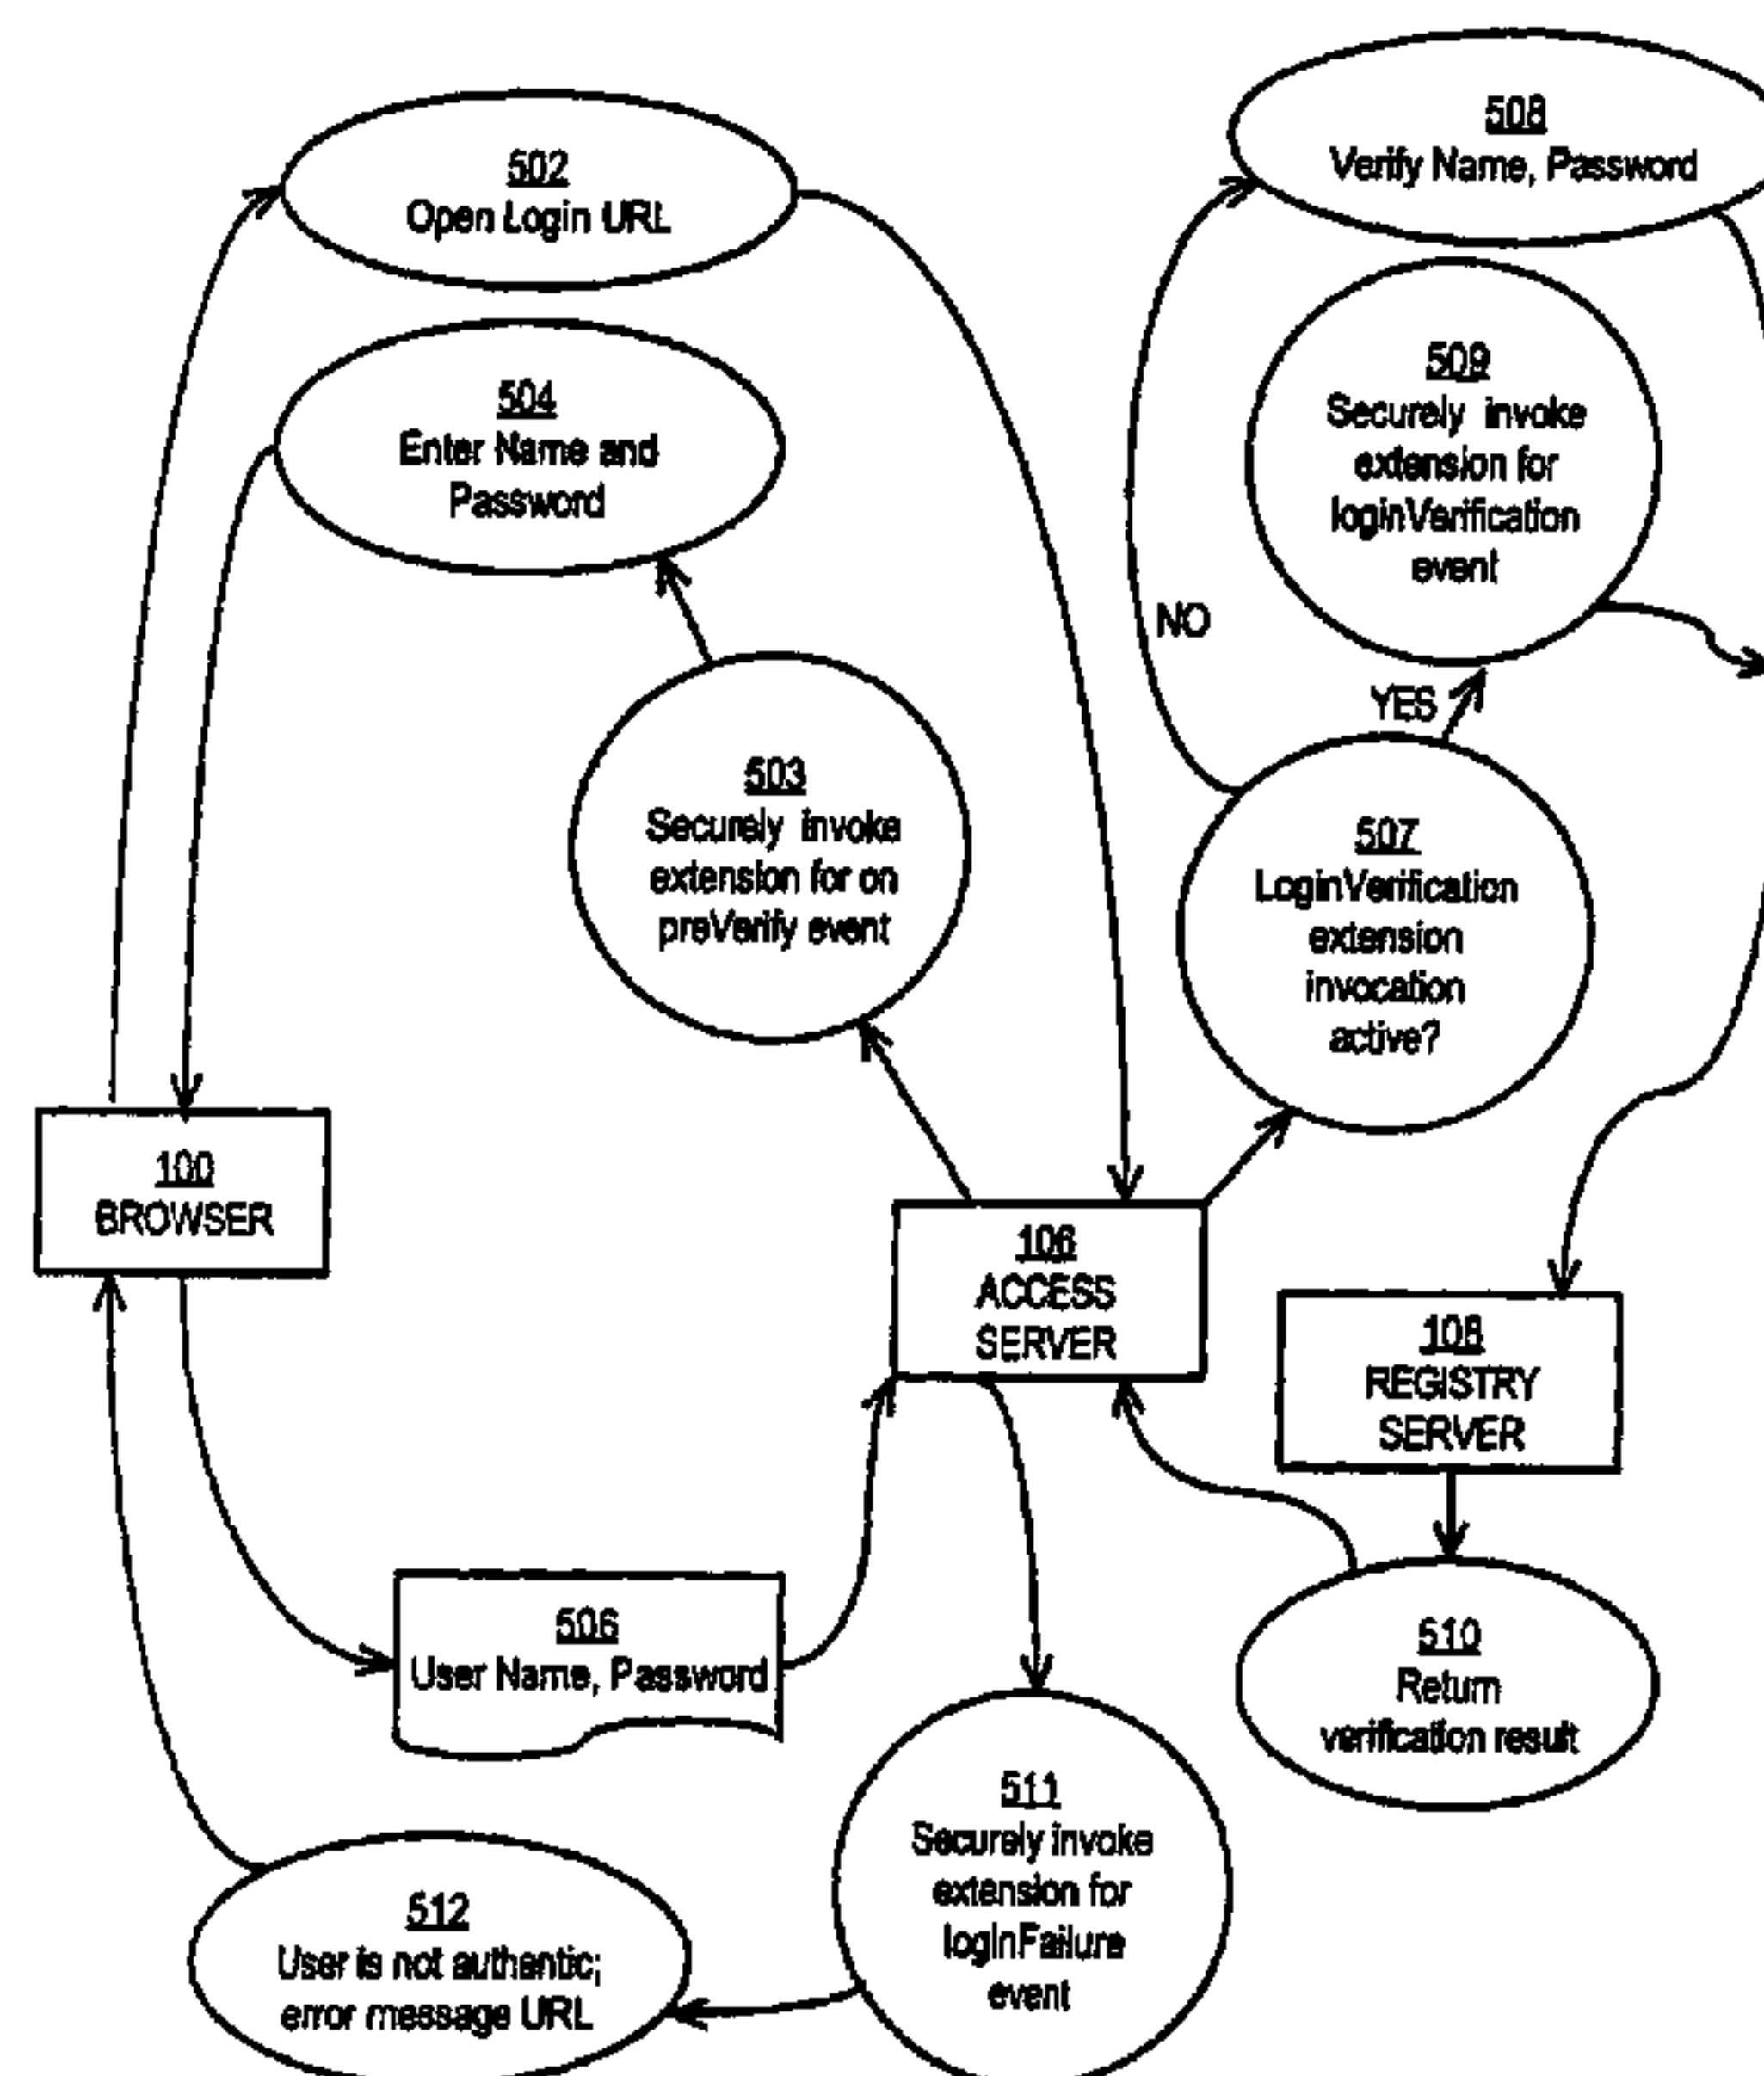 502
Open Login URL
504
Enter Name and
Password
503
Securely invoke
extension for on
preVerify event
508
Verify Name, Password
509
Securely invoke
extension for
loginVerification
event
NO
YES
507
LoginVerification
extension
invocation
active?
100
BROWSER
106
ACCESS
SERVER
108
REGISTRY
SERVER
506
User Name, Password
510
Return
verification result
511
Securely invoke
extension for
loginFailure
event
512
User is not authentic;
error message URL